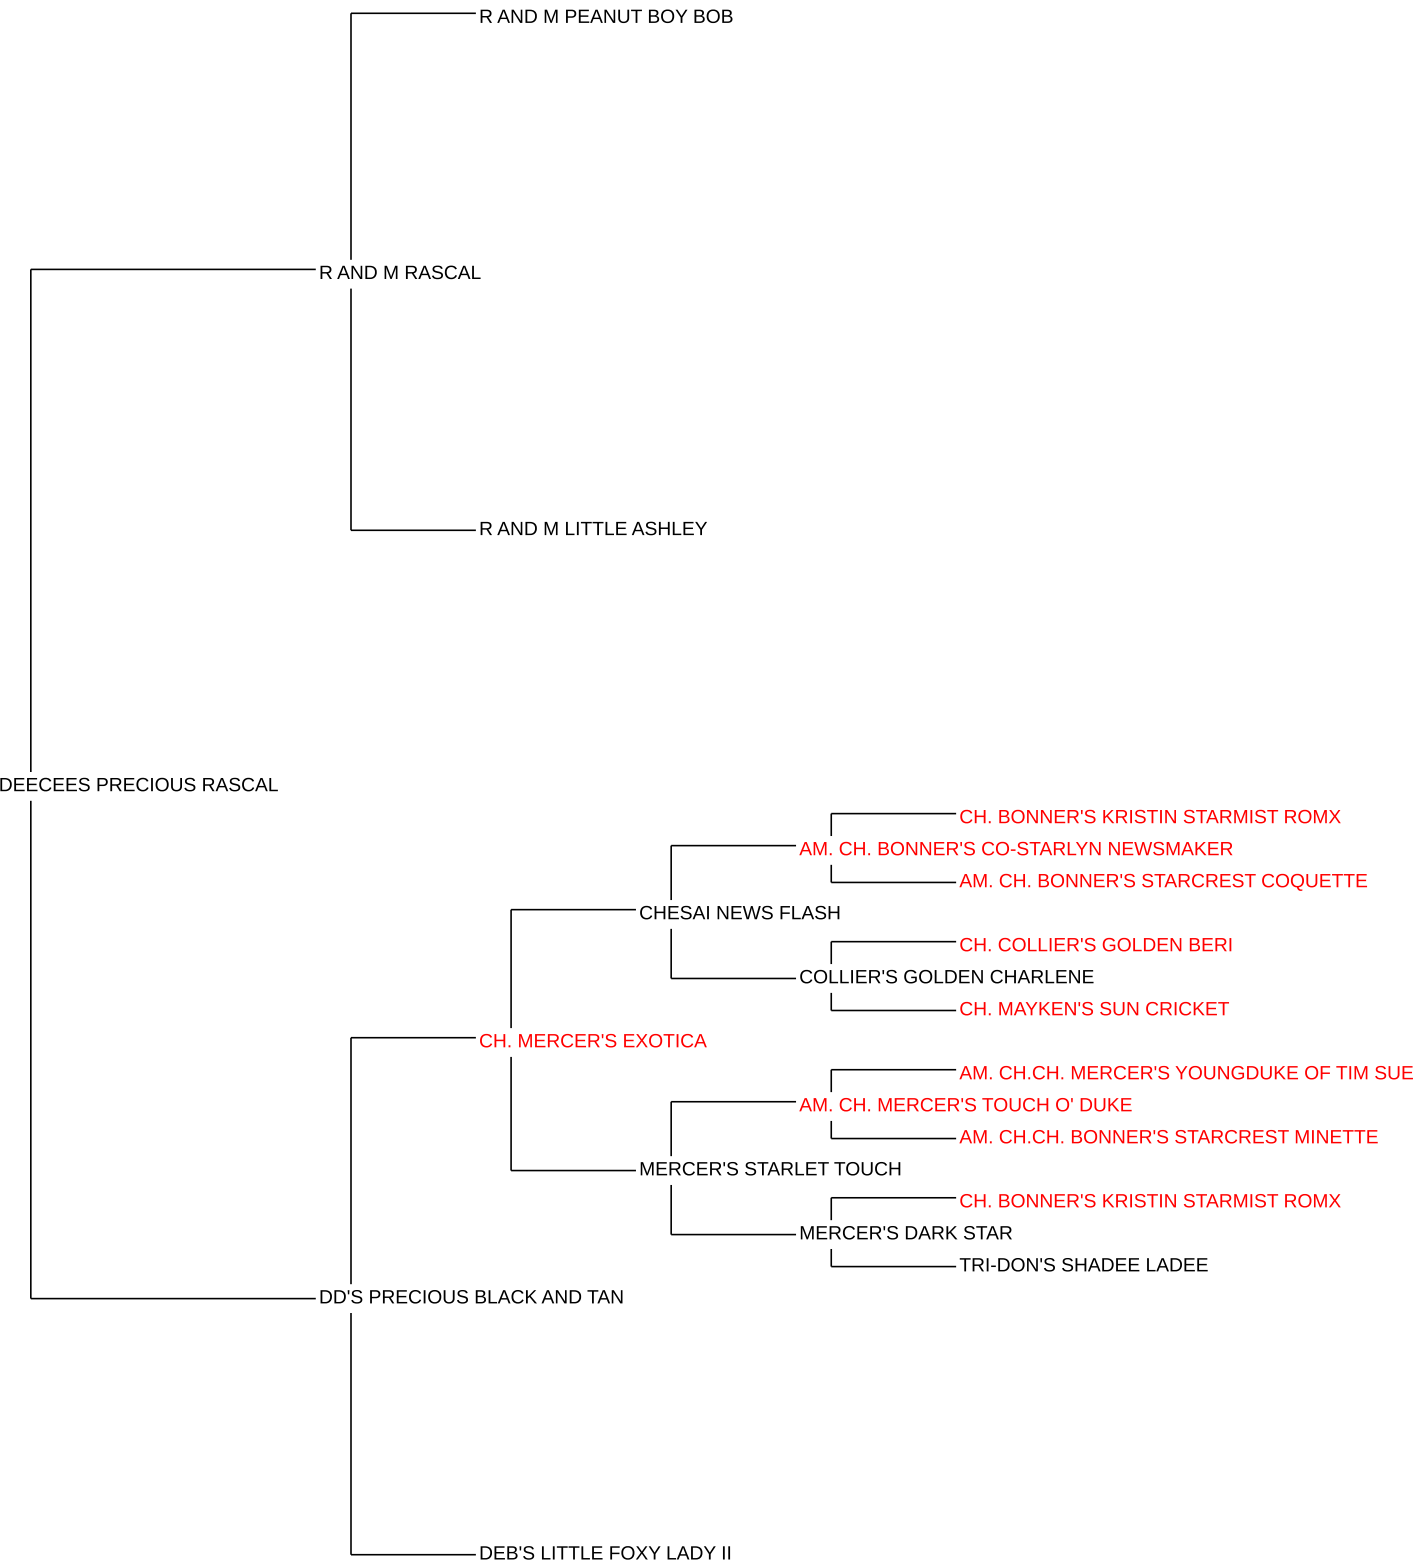 R AND M PEANUT BOY BOB
R AND M RASCAL
R AND M LITTLE ASHLEY
DEECEES PRECIOUS RASCAL
CH. BONNER'S KRISTIN STARMIST ROMX
AM. CH. BONNER'S CO-STARLYN NEWSMAKER
AM. CH. BONNER'S STARCREST COQUETTE
CHESAI NEWS FLASH
CH. COLLIER'S GOLDEN BERI
COLLIER'S GOLDEN CHARLENE
CH. MAYKEN'S SUN CRICKET
CH. MERCER'S EXOTICA
AM. CH.CH. MERCER'S YOUNGDUKE OF TIM SUE
AM. CH. MERCER'S TOUCH O' DUKE
AM. CH.CH. BONNER'S STARCREST MINETTE
MERCER'S STARLET TOUCH
CH. BONNER'S KRISTIN STARMIST ROMX
MERCER'S DARK STAR
TRI-DON'S SHADEE LADEE
DD'S PRECIOUS BLACK AND TAN
DEB'S LITTLE FOXY LADY II